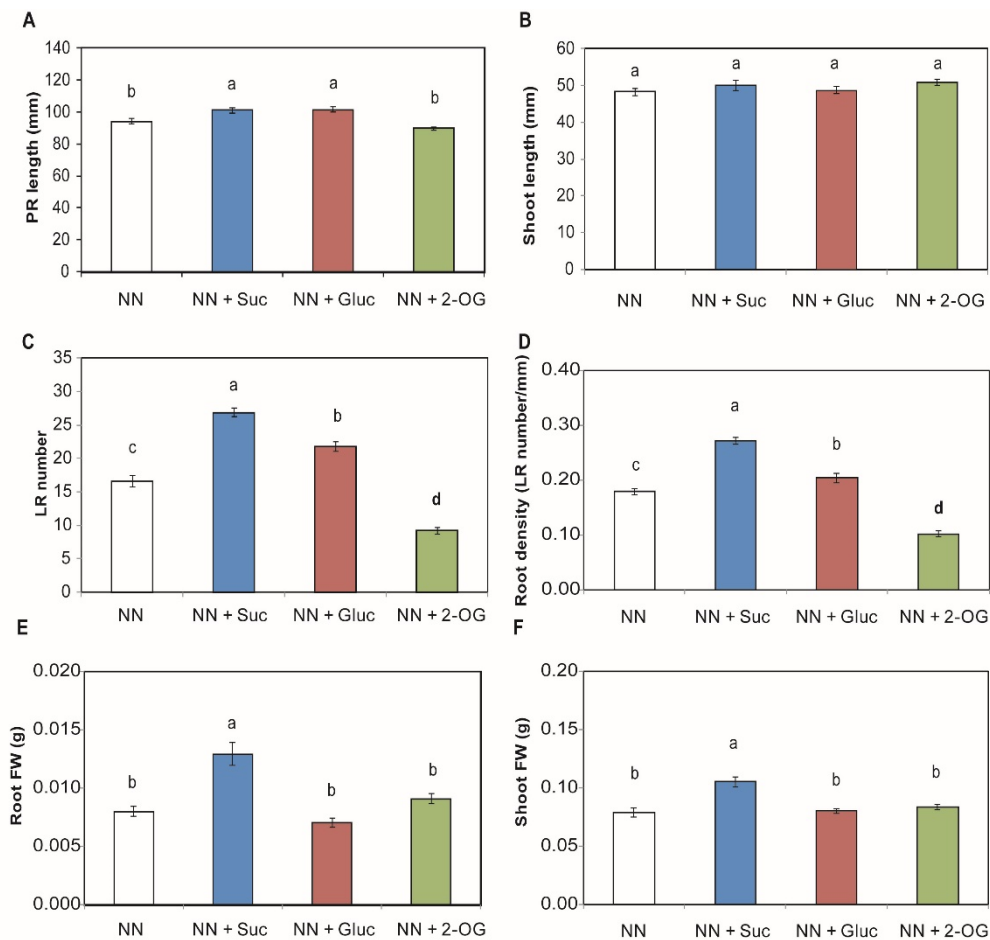 A
PR length (mm)
140
120
100
80
60
40
20
0
b
a
a
b
NN
NN + Suc
NN + Gluc
NN + 2-OG
B
Shoot length (mm)
60
50
40
30
20
10
0
a
a
a
a
NN
NN + Suc
NN + Gluc
NN + 2-OG
C
LR number
35
30
25
20
15
10
5
0
c
a
b
d
NN
NN + Suc
NN + Gluc
NN + 2-OG
D
Root density (LR number/mm)
0.40
0.30
0.20
0.10
0.00
c
a
b
d
NN
NN + Suc
NN + Gluc
NN + 2-OG
E
Root FW (g)
0.020
0.015
0.010
0.005
0.000
b
a
b
b
NN
NN + Suc
NN + Gluc
NN + 2-OG
F
Shoot FW (g)
0.20
0.15
0.10
0.05
0.00
b
a
b
b
NN
NN + Suc
NN + Gluc
NN + 2-OG